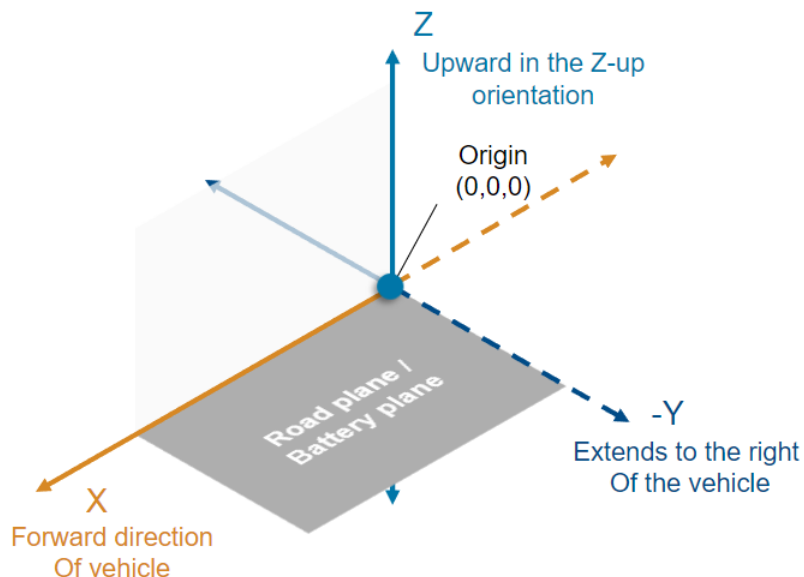 Z
Upward in the Z-up
orientation
Origin
(0,0,0)
Road plane /
Battery plane
-Y
Extends to the right
Of the vehicle
X
Forward direction
Of vehicle